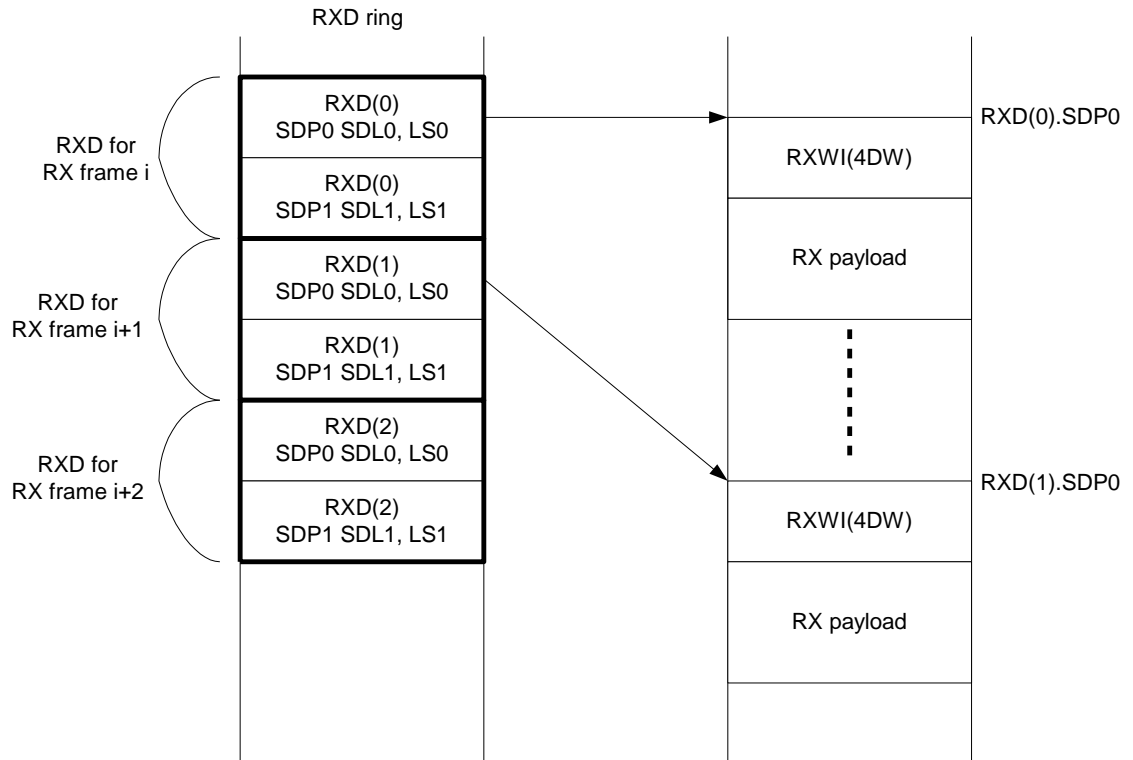 RXD ring
RXD for
RX frame i
RXD(0)
SDP0 SDL0, LS0
RXD(0)
SDP1 SDL1, LS1
RXD for
RX frame i+1
RXD(1)
SDP0 SDL0, LS0
RXD(1)
SDP1 SDL1, LS1
RXD for
RX frame i+2
RXD(2)
SDP0 SDL0, LS0
RXD(2)
SDP1 SDL1, LS1
RXD(0).SDP0
RXWI(4DW)
RX payload
RXD(1).SDP0
RXWI(4DW)
RX payload